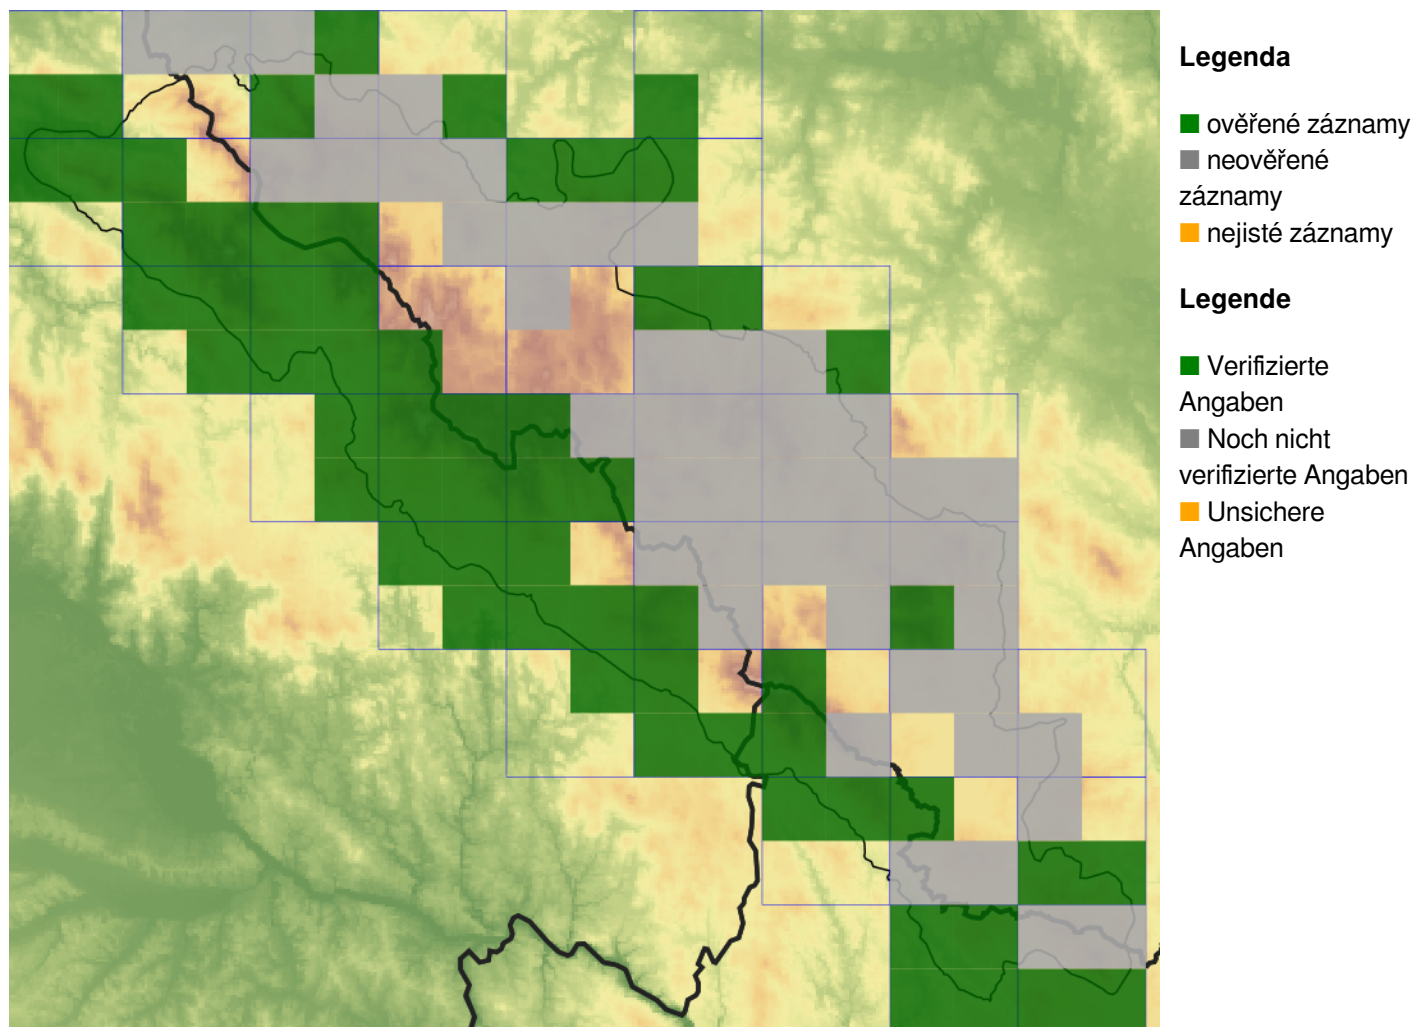 Legenda
ověřené záznamy
neověřené
záznamy
nejisté záznamy
Legende
Verifizierte
Angaben
Noch nicht
verifizierte Angaben
Unsichere
Angaben